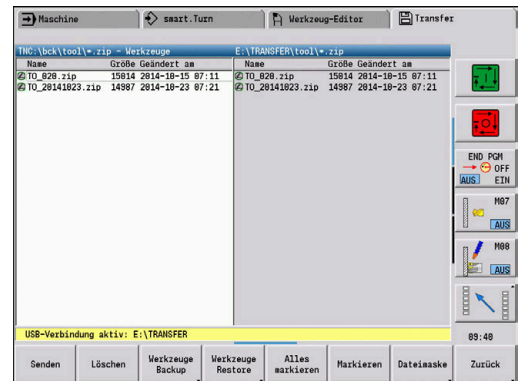 Maschine
smart.Turn
Werkzeug-Editor
Transfer
TNC:\bck\tool\*.zip - Werkzeuge
Name Größe Geändert am
TO_020.zip 15014 2014-10-15 07:11
TO_20141023.zip 14987 2014-10-23 07:21
E:\TRANSFER\tool\*.zip
Name Größe Geändert am
TO_020.zip 15014 2014-10-15 07:11
TO_20141023.zip 14987 2014-10-23 07:21
END PGM
OFF
AUS EIN
M07
AUS
M08
AUS
USB-Verbindung aktiv: E:\TRANSFER
09:40
Senden
Löschen
Werkzeuge Backup
Werkzeuge Restore
Alles markieren
Markieren
Dateimaske
Zurück